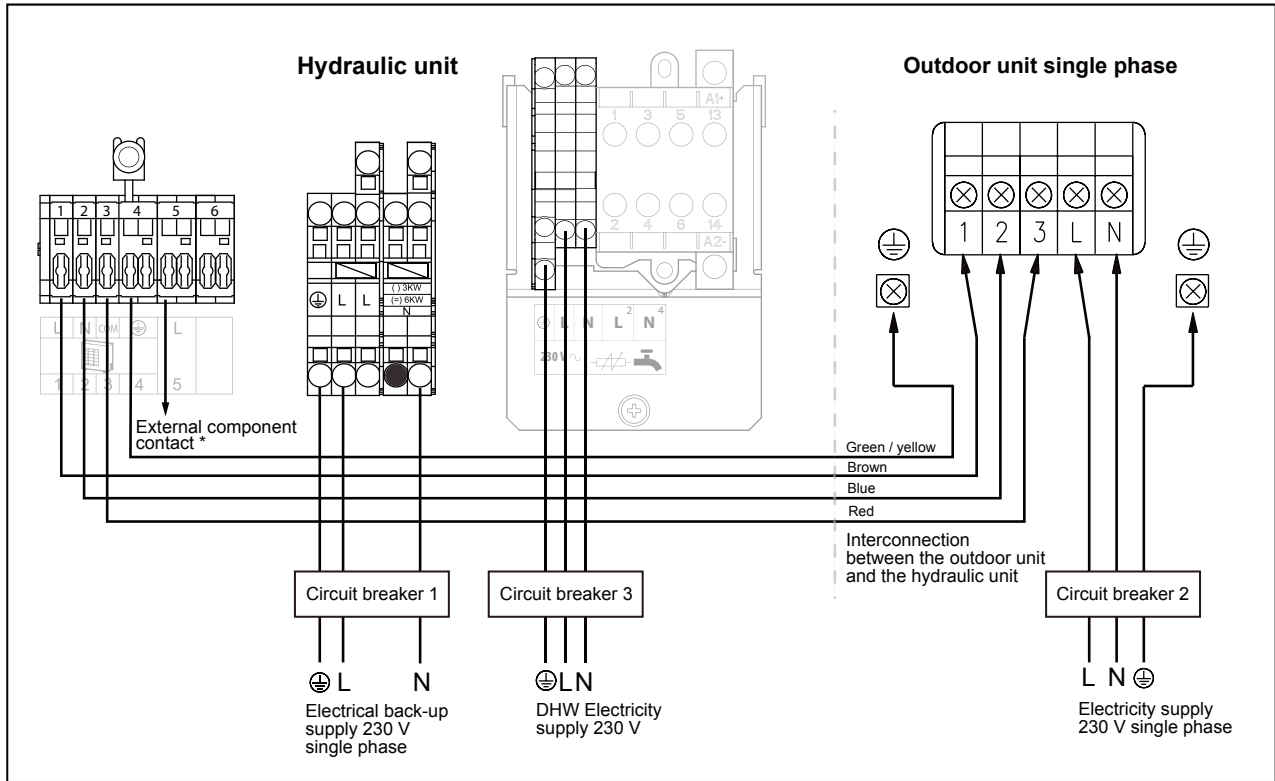 Hydraulic unit
Outdoor unit single phase
A1+
1 3 5 13
2 4 6 14
A2-
1 2 3 4 5 6
L N COM L
1 2 3 4 5
L L
( ) 3KW
(=) 6KW
N
L N L 2 N 4
230 V ~
1 2 3 L N
External component
contact *
Green / yellow
Brown
Blue
Red
Interconnection
between the outdoor unit
and the hydraulic unit
Circuit breaker 1
Circuit breaker 3
Circuit breaker 2
L N
L N
L N
Electrical back-up
supply 230 V
single phase
DHW Electricity
supply 230 V
Electricity supply
230 V single phase